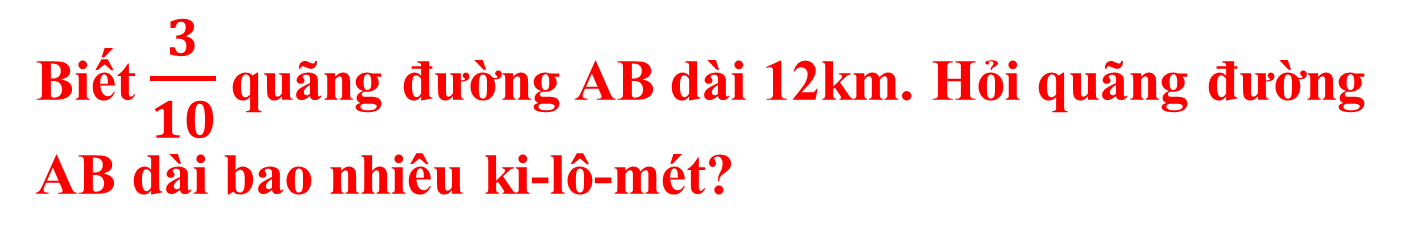 Biết 3/10 quãng đường AB dài 12km. Hỏi quãng đường
AB dài bao nhiêu ki-lô-mét?